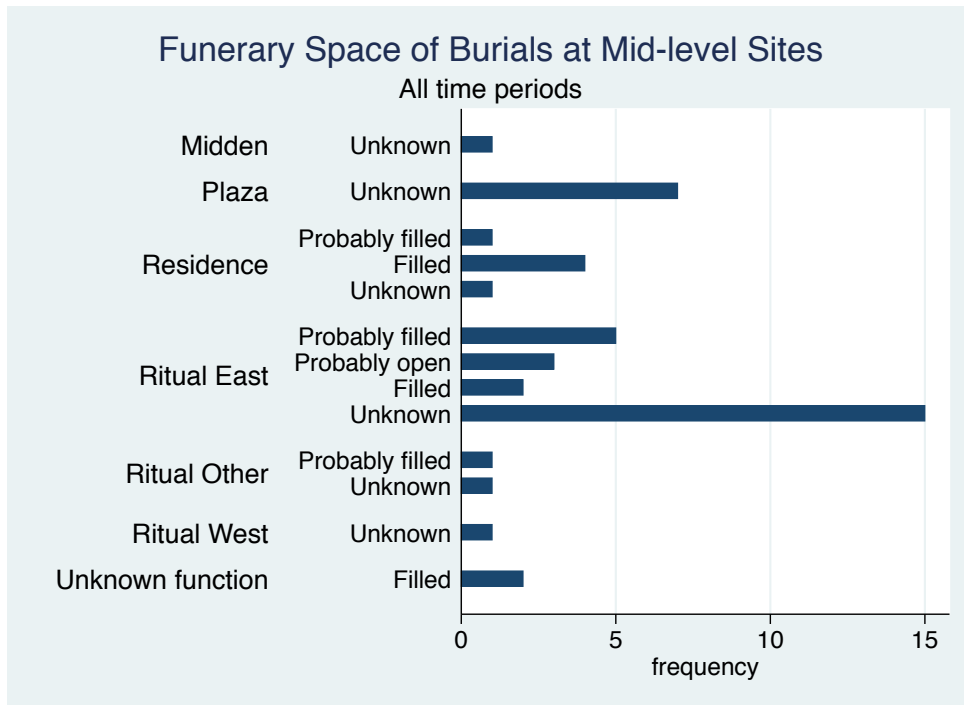 Funerary Space of Burials at Mid-level Sites
All time periods
Midden Unknown
Plaza Unknown
Probably filled
Residence Filled
Unknown
Probably filled
Probably open
Ritual East
Filled
Unknown
Probably filled
Ritual Other
Unknown
Ritual West Unknown
Unknown function Filled
0 5 10 15
frequency